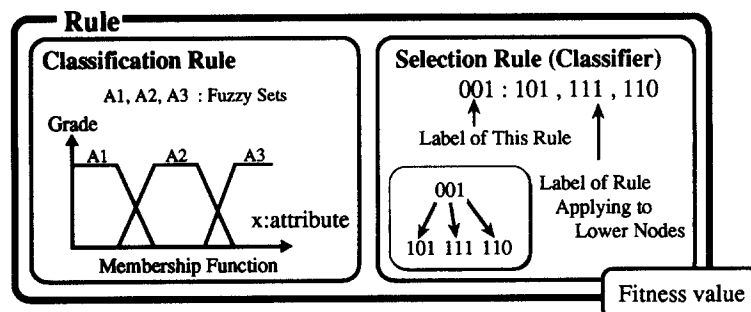 Rule
Classification Rule
A1, A2, A3 : Fuzzy Sets
Grade
A1 A2 A3
x:attribute
Membership Function
Selection Rule (Classifier)
001 : 101 , 111 , 110
Label of This Rule
Label of Rule
Applying to
Lower Nodes
001
101 111 110
Fitness value